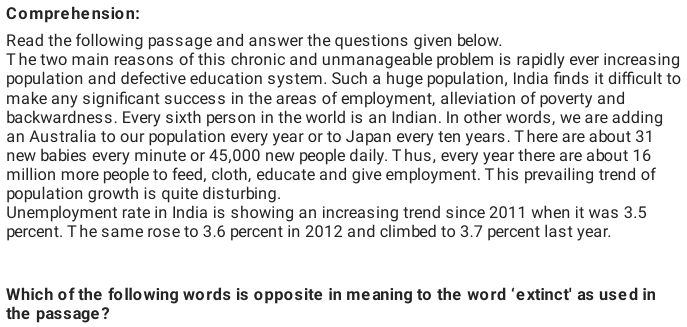 Comprehension:
Read the following passage and answer the questions given below.
The two main reasons of this chronic and unmanageable problem is rapidly ever increasing
population and defective education system. Such a huge population, India finds it difficult to
make any significant success in the areas of employment, alleviation of poverty and
backwardness. Every sixth person in the world is an Indian. In other words, we are adding
an Australia to our population every year or to Japan every ten years. There are about 31
new babies every minute or 45,000 new people daily. Thus, every year there are about 16
million more people to feed, cloth, educate and give employment. This prevailing trend of
population growth is quite disturbing.
Unemployment rate in India is showing an increasing trend since 2011 when it was 3.5
percent. The same rose to 3.6 percent in 2012 and climbed to 3.7 percent last year.
Which of the following words is opposite in meaning to the word ‘extinct' as used in
the passage?